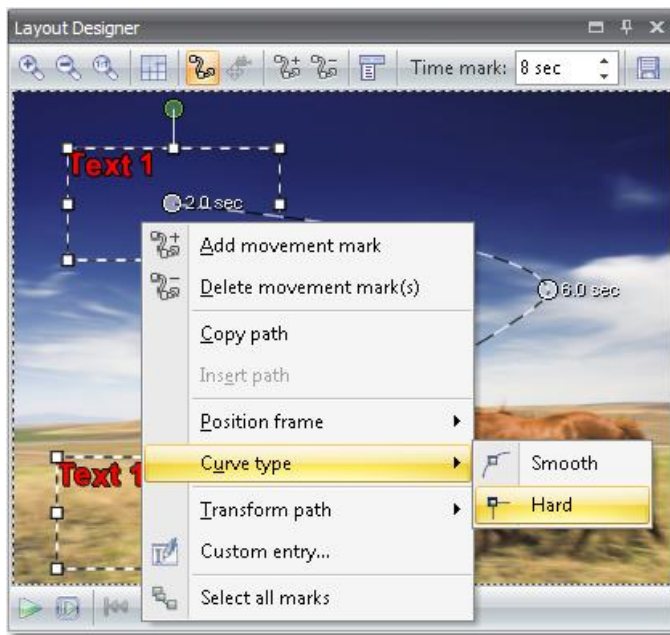 Layout Designer
1:1
Time mark: 8 sec
Text 1
2.0 sec
Add movement mark
Delete movement mark(s)
6.0 sec
Copy path
Insert path
Position frame
Curve type
Smooth
Text 1
Hard
Transform path
Custom entry...
Select all marks